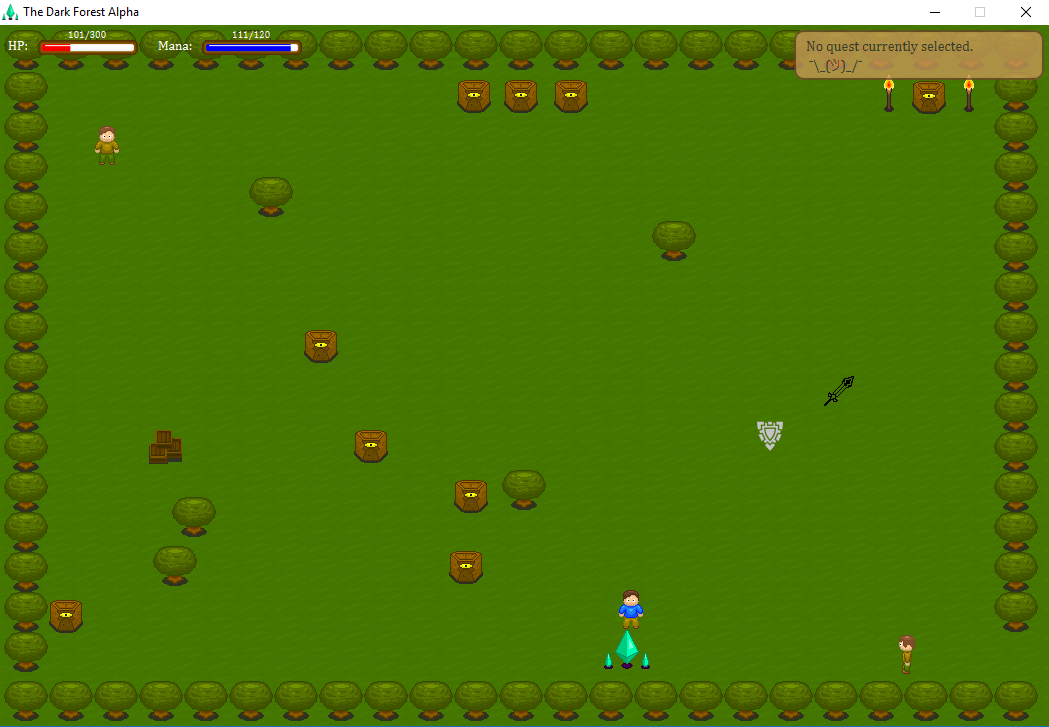 The Dark Forest Alpha
HP: 101/300 Mana: 111/120
No quest currently selected.
¯\_(ツ)_/¯